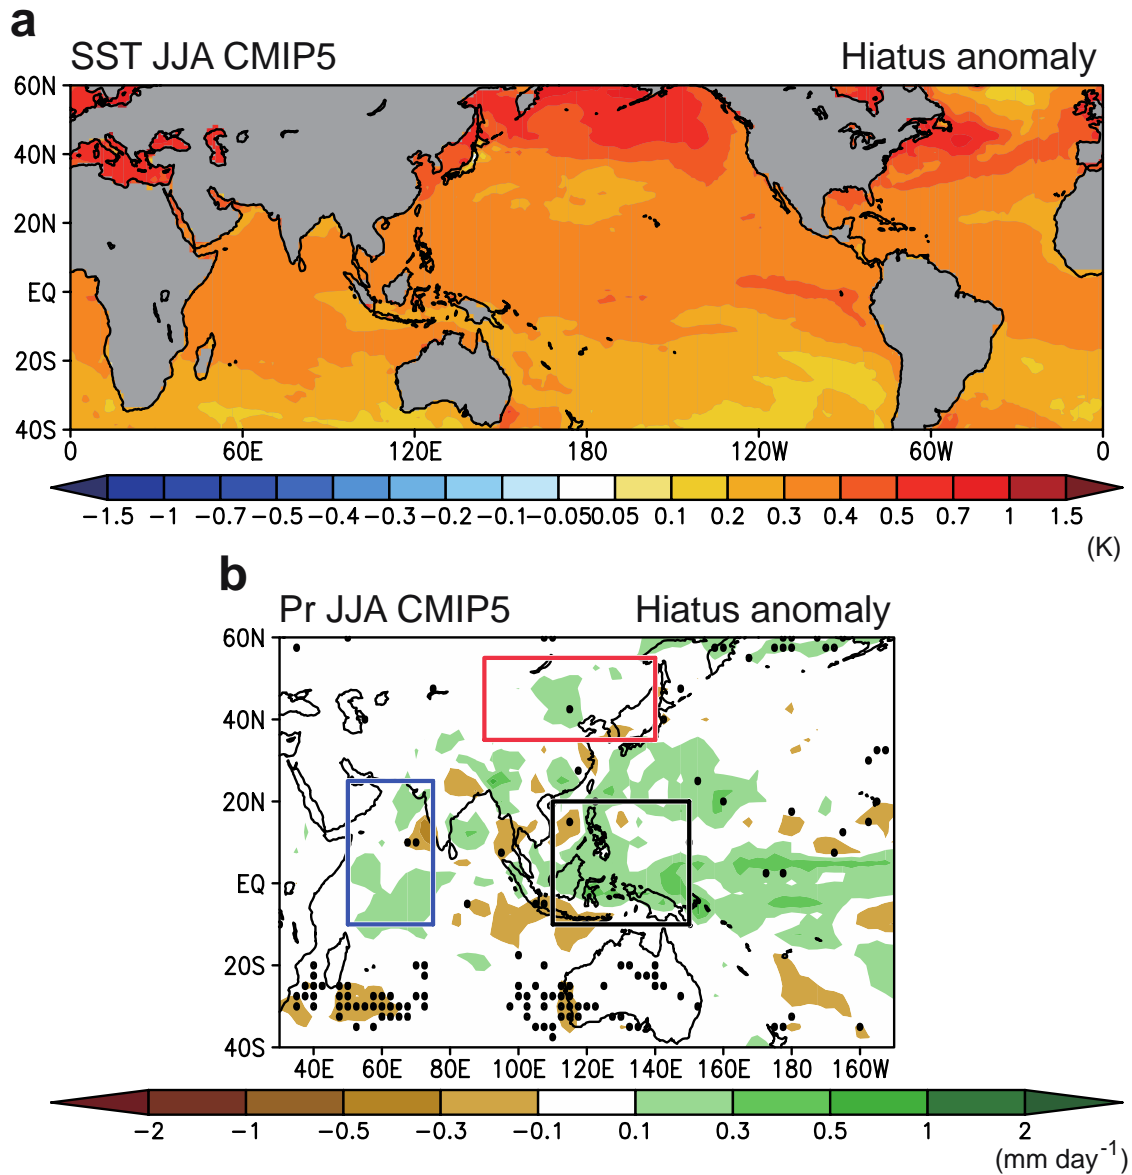 a
SST JJA CMIP5 Hiatus anomaly
60N
40N
20N
EQ
20S
40S
0 60E 120E 180 120W 60W 0
−1.5 −1 −0.7 −0.5 −0.4 −0.3 −0.2 −0.1 −0.05 0.05 0.1 0.2 0.3 0.4 0.5 0.7 1 1.5
(K)
b
Pr JJA CMIP5 Hiatus anomaly
60N
40N
20N
EQ
20S
40S
40E 60E 80E 100E 120E 140E 160E 180 160W
−2 −1 −0.5 −0.3 −0.1 0.1 0.3 0.5 1 2
(mm day⁻¹)